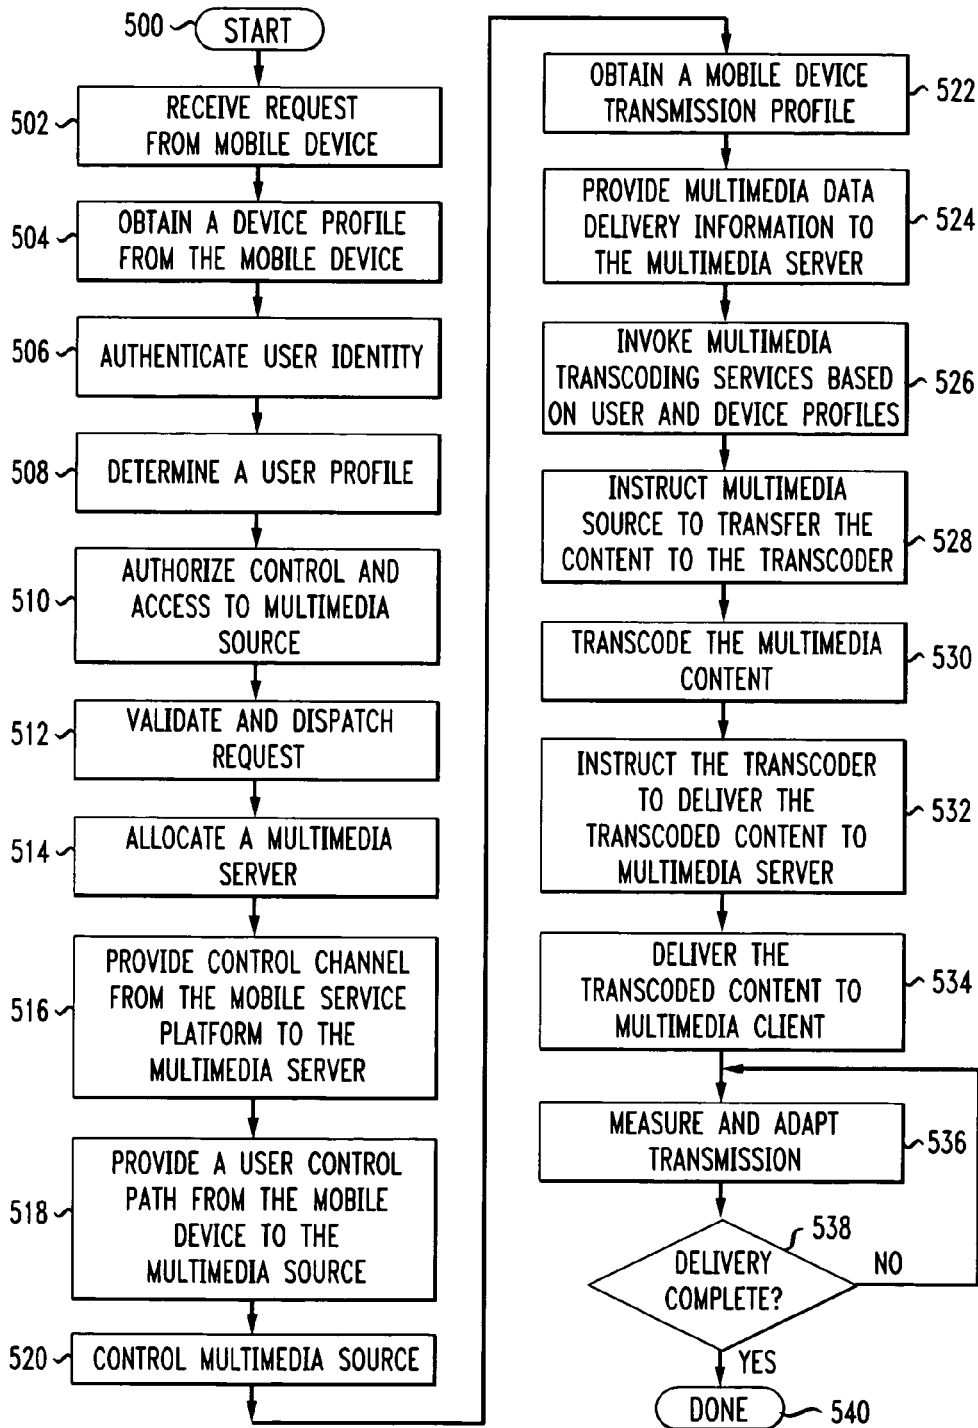 500
START
502
RECEIVE REQUEST
FROM MOBILE DEVICE
504
OBTAIN A DEVICE PROFILE
FROM THE MOBILE DEVICE
506
AUTHENTICATE USER IDENTITY
508
DETERMINE A USER PROFILE
510
AUTHORIZE CONTROL AND
ACCESS TO MULTIMEDIA
SOURCE
512
VALIDATE AND DISPATCH
REQUEST
514
ALLOCATE A MULTIMEDIA
SERVER
516
PROVIDE CONTROL CHANNEL
FROM THE MOBILE SERVICE
PLATFORM TO THE
MULTIMEDIA SERVER
518
PROVIDE A USER CONTROL
PATH FROM THE MOBILE
DEVICE TO THE
MULTIMEDIA SOURCE
520
CONTROL MULTIMEDIA SOURCE
OBTAIN A MOBILE DEVICE
TRANSMISSION PROFILE
522
PROVIDE MULTIMEDIA DATA
DELIVERY INFORMATION TO
THE MULTIMEDIA SERVER
524
INVOKE MULTIMEDIA
TRANSCODING SERVICES BASED
ON USER AND DEVICE PROFILES
526
INSTRUCT MULTIMEDIA
SOURCE TO TRANSFER THE
CONTENT TO THE TRANSCODER
528
TRANSCODE THE MULTIMEDIA
CONTENT
530
INSTRUCT THE TRANSCODER
TO DELIVER THE
TRANSCODED CONTENT TO
MULTIMEDIA SERVER
532
DELIVER THE
TRANSCODED CONTENT TO
MULTIMEDIA CLIENT
534
MEASURE AND ADAPT
TRANSMISSION
536
538
DELIVERY
COMPLETE?
NO
YES
DONE
540